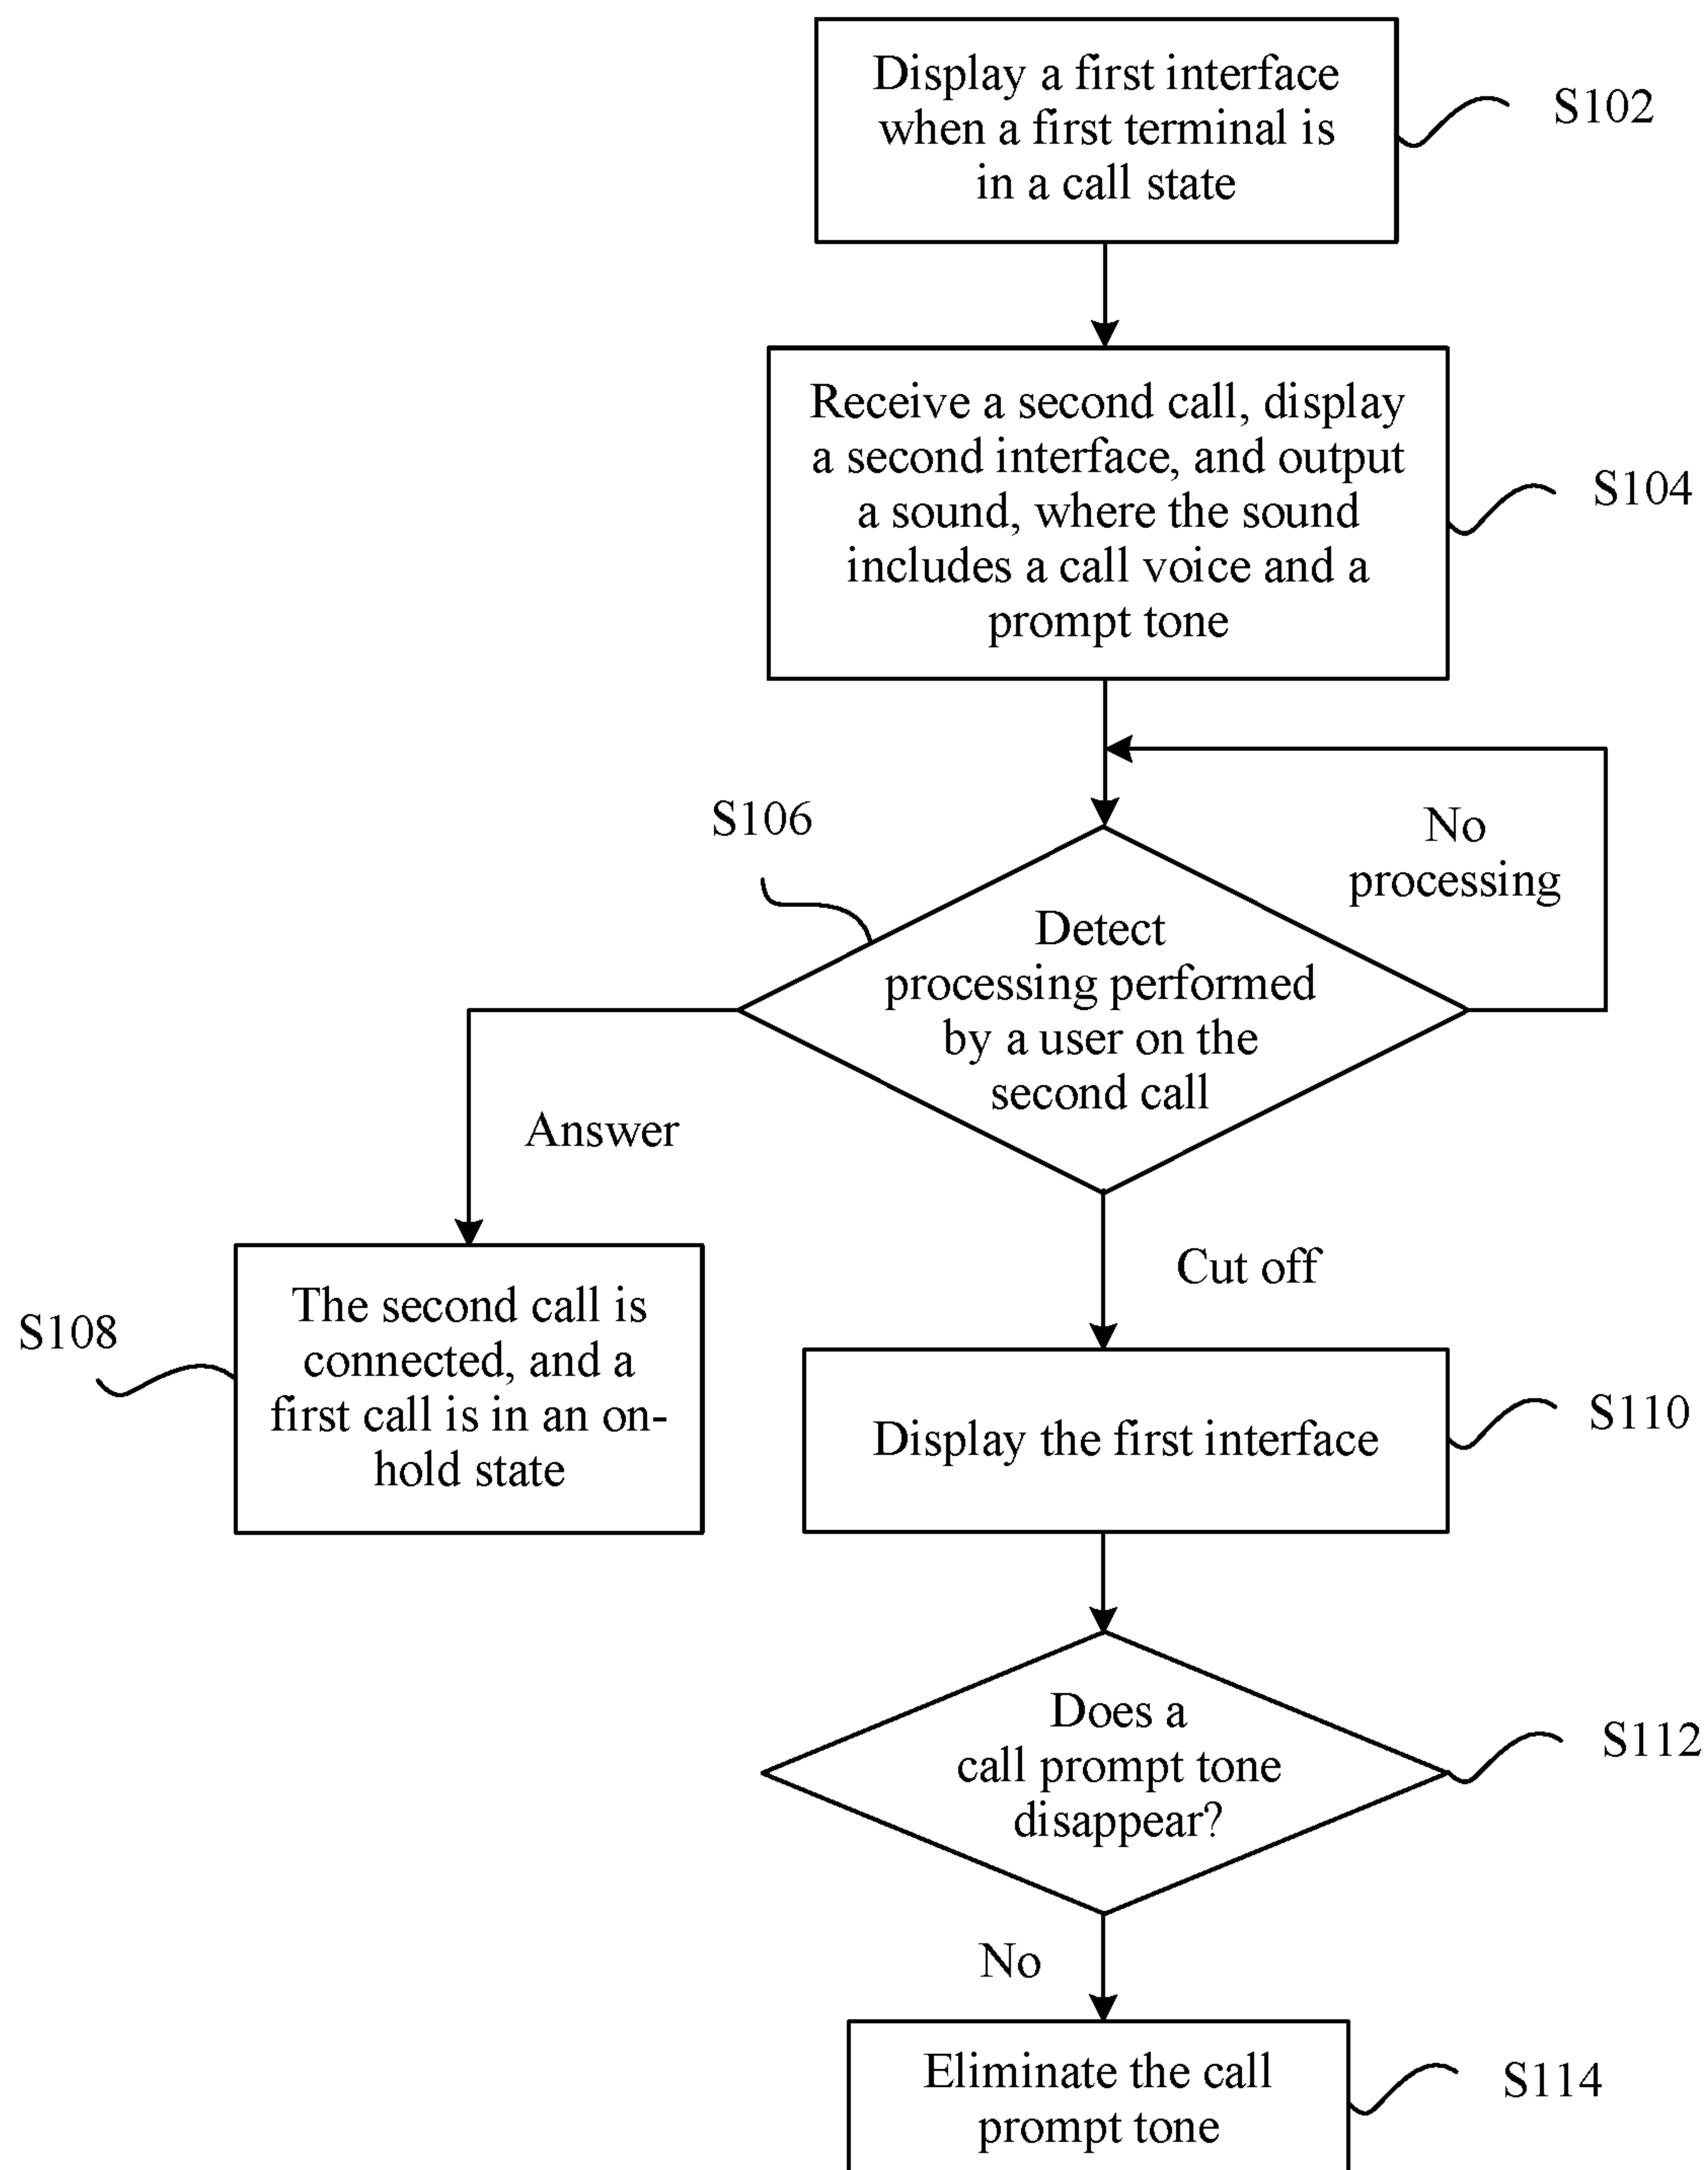 Display a first interface
when a first terminal is
in a call state
S102
Receive a second call, display
a second interface, and output
a sound, where the sound
includes a call voice and a
prompt tone
S104
No
processing
S106
Detect
processing performed
by a user on the
second call
Answer
Cut off
S108
The second call is
connected, and a
first call is in an on-
hold state
Display the first interface
S110
Does a
call prompt tone
disappear?
S112
No
Eliminate the call
prompt tone
S114